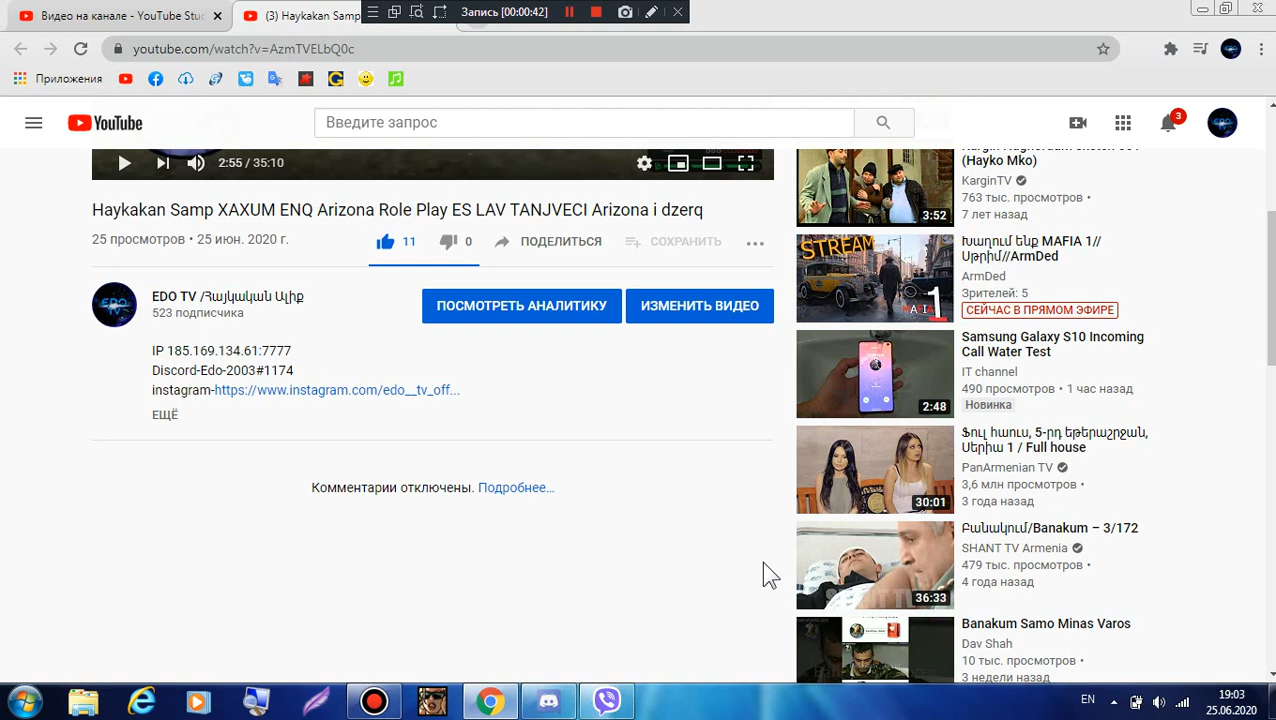 Видео на канале - YouTube Stu
(3) Haykakan Samp
Запись [00:00:42]
youtube.com/watch?v=AzmTVELbQ0c
Приложения
YouTube
Введите запрос
3
EDO TV
2:55 / 35:10
Haykakan Samp XAXUM ENQ Arizona Role Play ES LAV TANJVECI Arizona i dzerq
25 просмотров • 25 июн. 2020 г.
11
0
ПОДЕЛИТЬСЯ
СОХРАНИТЬ
EDO TV
EDO TV /Հայկական Ալիք
523 подписчика
ПОСМОТРЕТЬ АНАЛИТИКУ
ИЗМЕНИТЬ ВИДЕО
IP 185.169.134.61:7777
Discord-Edo-2003#1174
instagram-https://www.instagram.com/edo__tv_off...
ЕЩЁ
Комментарии отключены. Подробнее...
(Hayko Mko)
KarginTV
763 тыс. просмотров •
7 лет назад
3:52
STREAM
1
Խաղում ենք MAFIA 1//
Սթրիմ//ArmDed
ArmDed
Зрителей: 5
СЕЙЧАС В ПРЯМОМ ЭФИРЕ
Samsung Galaxy S10 Incoming
Call Water Test
IT channel
490 просмотров • 1 час назад
Новинка
2:48
Ֆուլ հաուս, 5-րդ եթերաշրջան,
Սերիա 1 / Full house
PanArmenian TV
3,6 млн просмотров •
3 года назад
30:01
Բանակում/Banakum – 3/172
SHANT TV Armenia
479 тыс. просмотров •
4 года назад
36:33
Banakum Samo Minas Varos
Dav Shah
10 тыс. просмотров •
3 недели назад
EN
19:03
25.06.2020